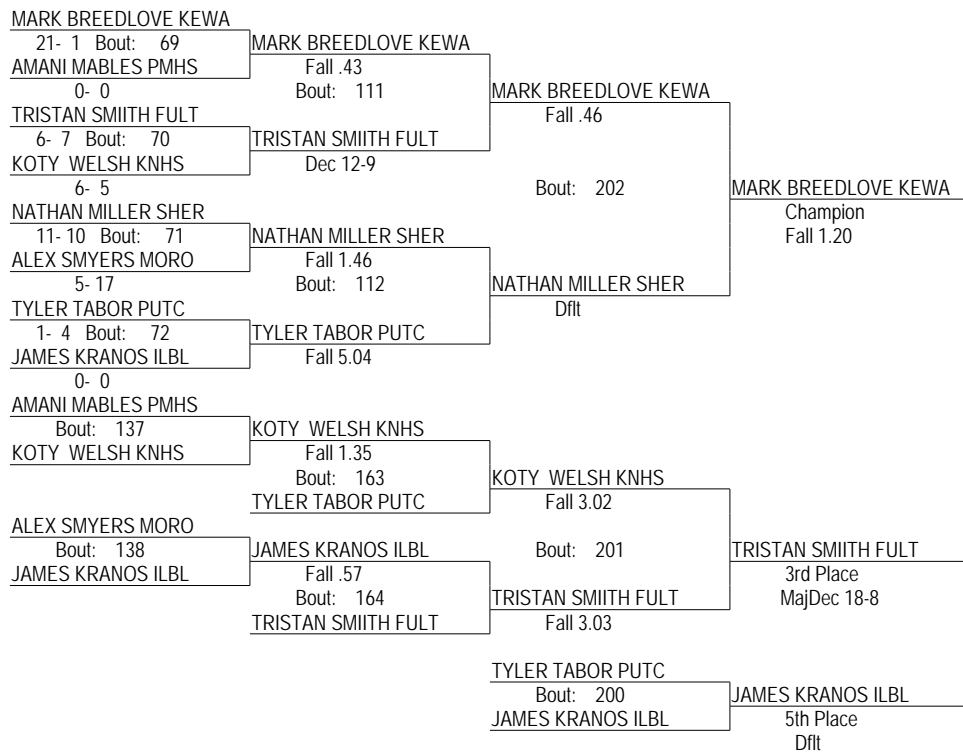 MARK BREEDLOVE KEWA
21- 1 Bout: 69
MARK BREEDLOVE KEWA
AMANI MABLES PMHS
Fall .43
0- 0
Bout: 111
MARK BREEDLOVE KEWA
TRISTAN SMIITH FULT
Fall .46
6- 7 Bout: 70
TRISTAN SMIITH FULT
KOTY WELSH KNHS
Dec 12-9
6- 5
Bout: 202
MARK BREEDLOVE KEWA
NATHAN MILLER SHER
Champion
11- 10 Bout: 71
NATHAN MILLER SHER
Fall 1.20
ALEX SMYERS MORO
Fall 1.46
5- 17
Bout: 112
NATHAN MILLER SHER
TYLER TABOR PUTC
Dflt
1- 4 Bout: 72
TYLER TABOR PUTC
JAMES KRANOS ILBL
Fall 5.04
0- 0
AMANI MABLES PMHS
Bout: 137
KOTY WELSH KNHS
KOTY WELSH KNHS
Fall 1.35
Bout: 163
KOTY WELSH KNHS
TYLER TABOR PUTC
Fall 3.02
ALEX SMYERS MORO
Bout: 138
JAMES KRANOS ILBL
Bout: 201
TRISTAN SMIITH FULT
JAMES KRANOS ILBL
Fall .57
3rd Place
Bout: 164
TRISTAN SMIITH FULT
MajDec 18-8
TRISTAN SMIITH FULT
Fall 3.03
TYLER TABOR PUTC
Bout: 200
JAMES KRANOS ILBL
JAMES KRANOS ILBL
5th Place
Dflt